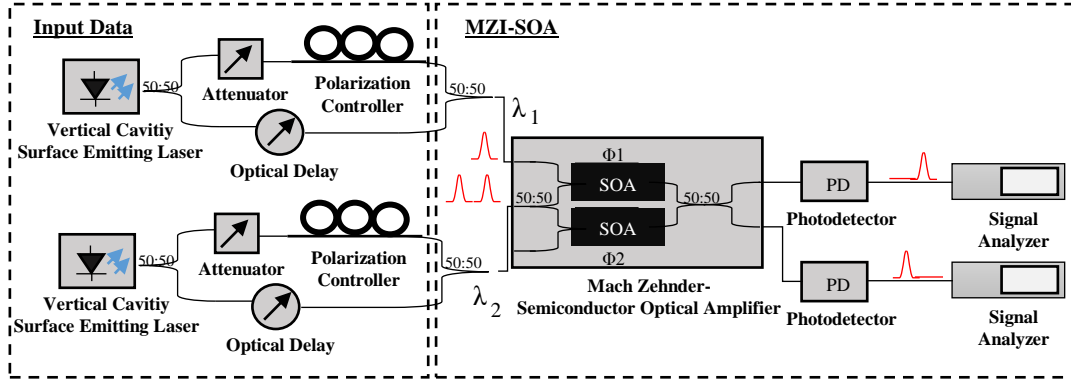 Input Data
MZI-SOA
50:50
Attenuator
Polarization
Controller
50:50
λ1
Vertical Cavitiy
Surface Emitting Laser
Optical Delay
Φ1
SOA
50:50
50:50
SOA
Φ2
Mach Zehnder-
Semiconductor Optical Amplifier
PD
Photodetector
Signal
Analyzer
PD
Photodetector
Signal
Analyzer
50:50
Attenuator
Polarization
Controller
50:50
λ2
Vertical Cavitiy
Surface Emitting Laser
Optical Delay